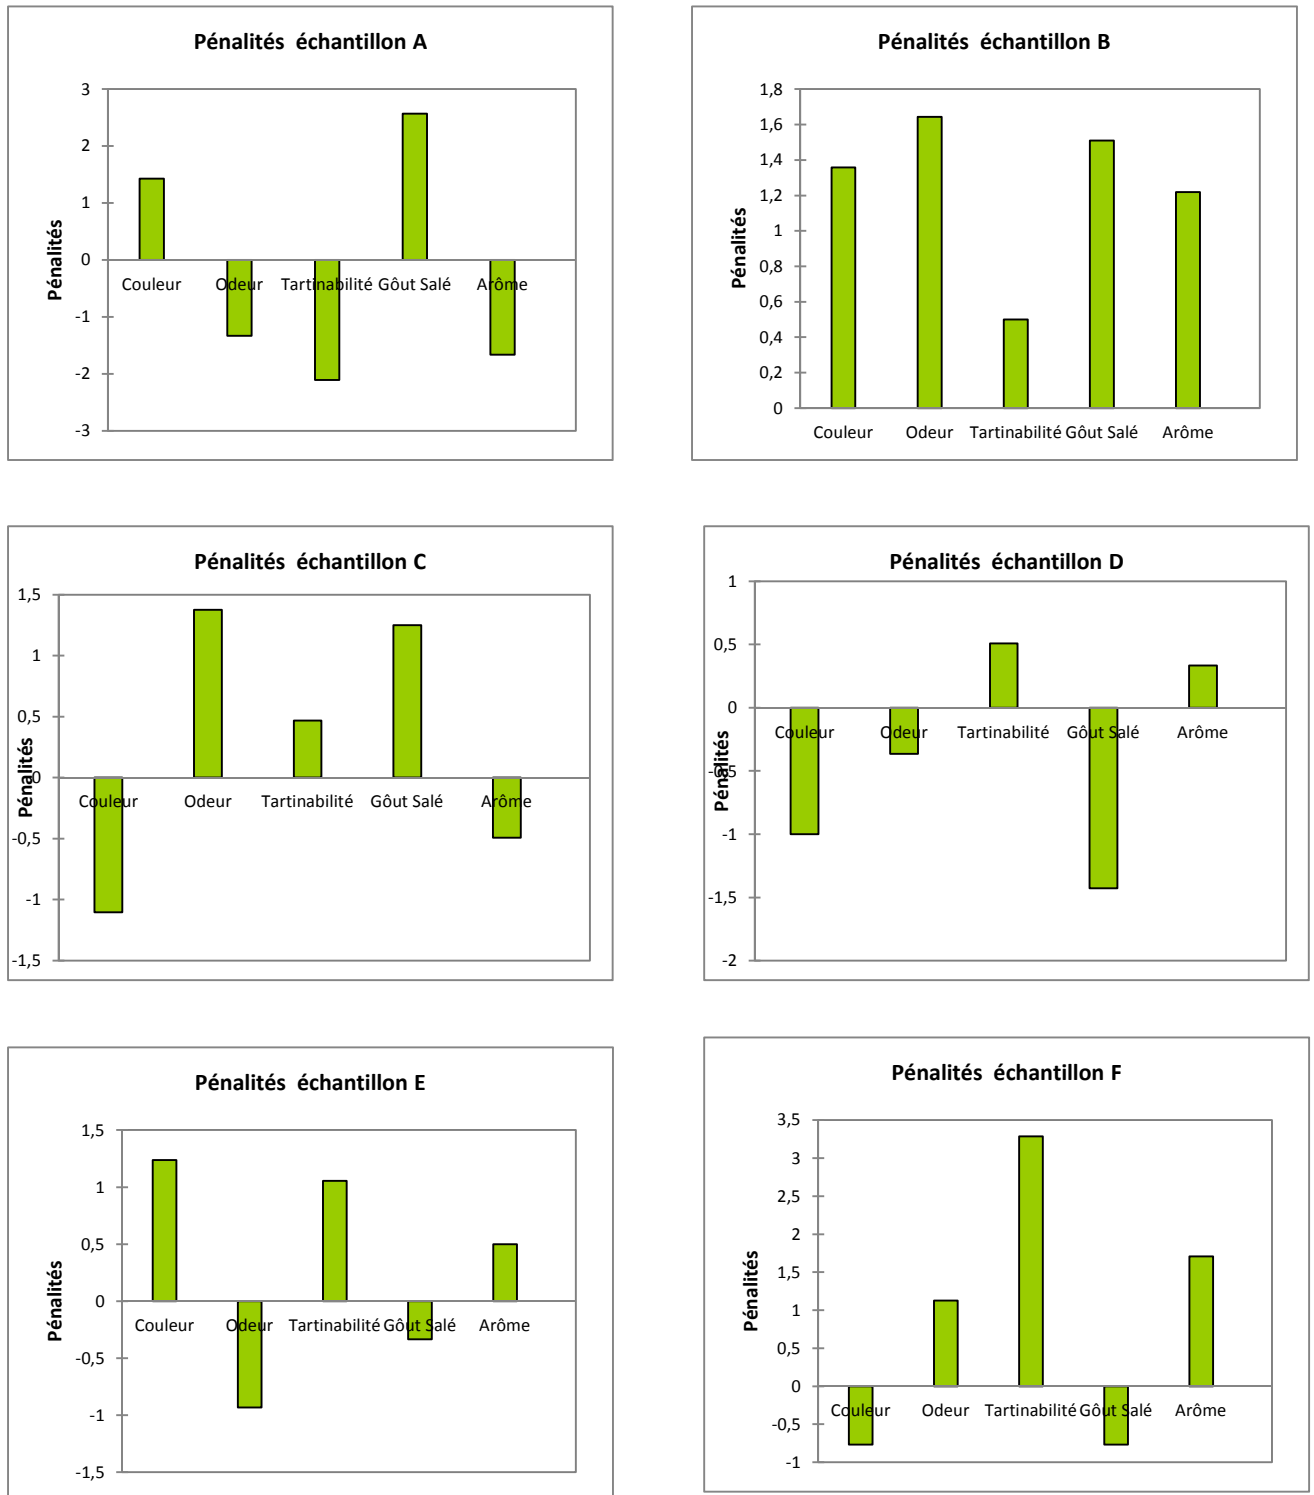 Pénalités échantillon A
3
2
1
0
-1
-2
-3
Pénalités
Couleur Odeur Tartinabilité Gôut Salé Arôme
Pénalités échantillon B
1,8
1,6
1,4
1,2
1
0,8
0,6
0,4
0,2
0
Pénalités
Couleur Odeur Tartinabilité Gôut Salé Arôme
Pénalités échantillon C
1,5
1
0,5
0
-0,5
-1
-1,5
Pénalités
Couleur Odeur Tartinabilité Gôut Salé Arôme
Pénalités échantillon D
1
0,5
0
-0,5
-1
-1,5
-2
Pénalités
Couleur Odeur Tartinabilité Gôut Salé Arôme
Pénalités échantillon E
1,5
1
0,5
0
-0,5
-1
-1,5
Pénalités
Couleur Odeur Tartinabilité Gôut Salé Arôme
Pénalités échantillon F
3,5
3
2,5
2
1,5
1
0,5
0
-0,5
-1
Pénalités
Couleur Odeur Tartinabilité Gôut Salé Arôme